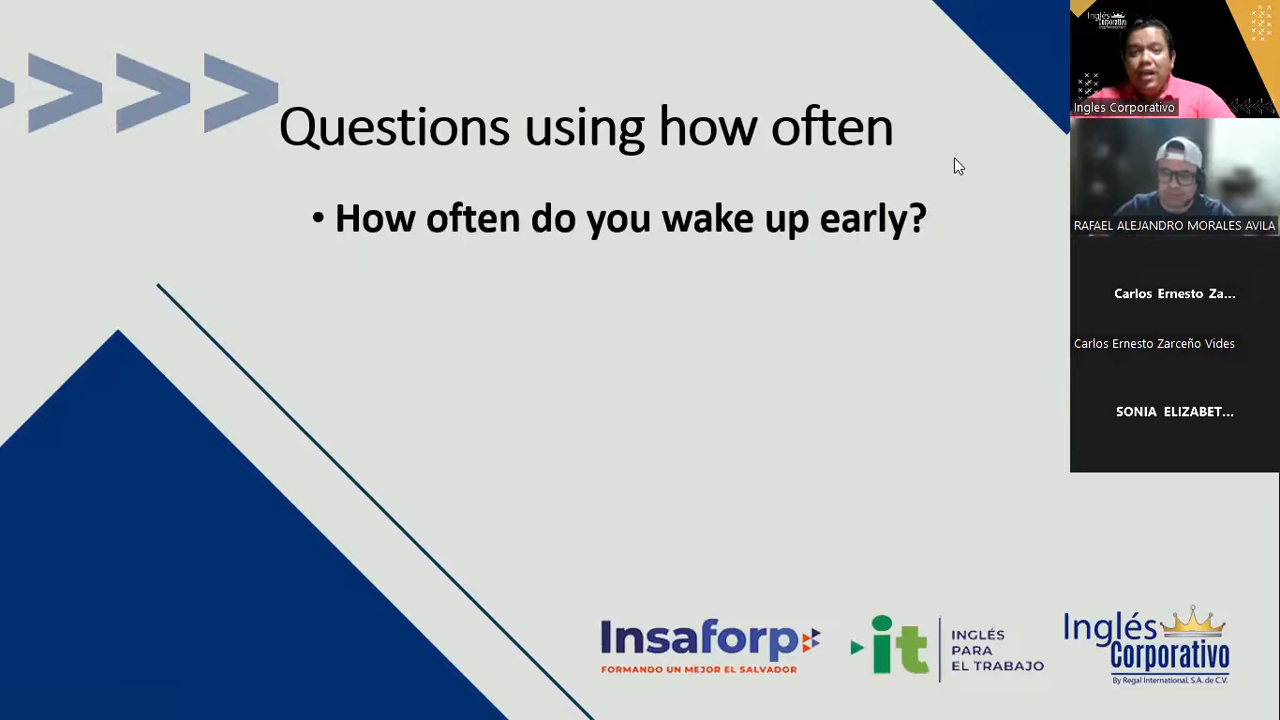 Questions using how often
• How often do you wake up early?
Inglés
Corporativo
Ingles Corporativo
RAFAEL ALEJANDRO MORALES AVILA
Carlos Ernesto Za...
Carlos Ernesto Zarceño Vides
SONIA ELIZABET...
Insaforp
FORMANDO UN MEJOR EL SALVADOR
it
INGLÉS
PARA
EL TRABAJO
Inglés
Corporativo
By Regal International, S.A. de C.V.